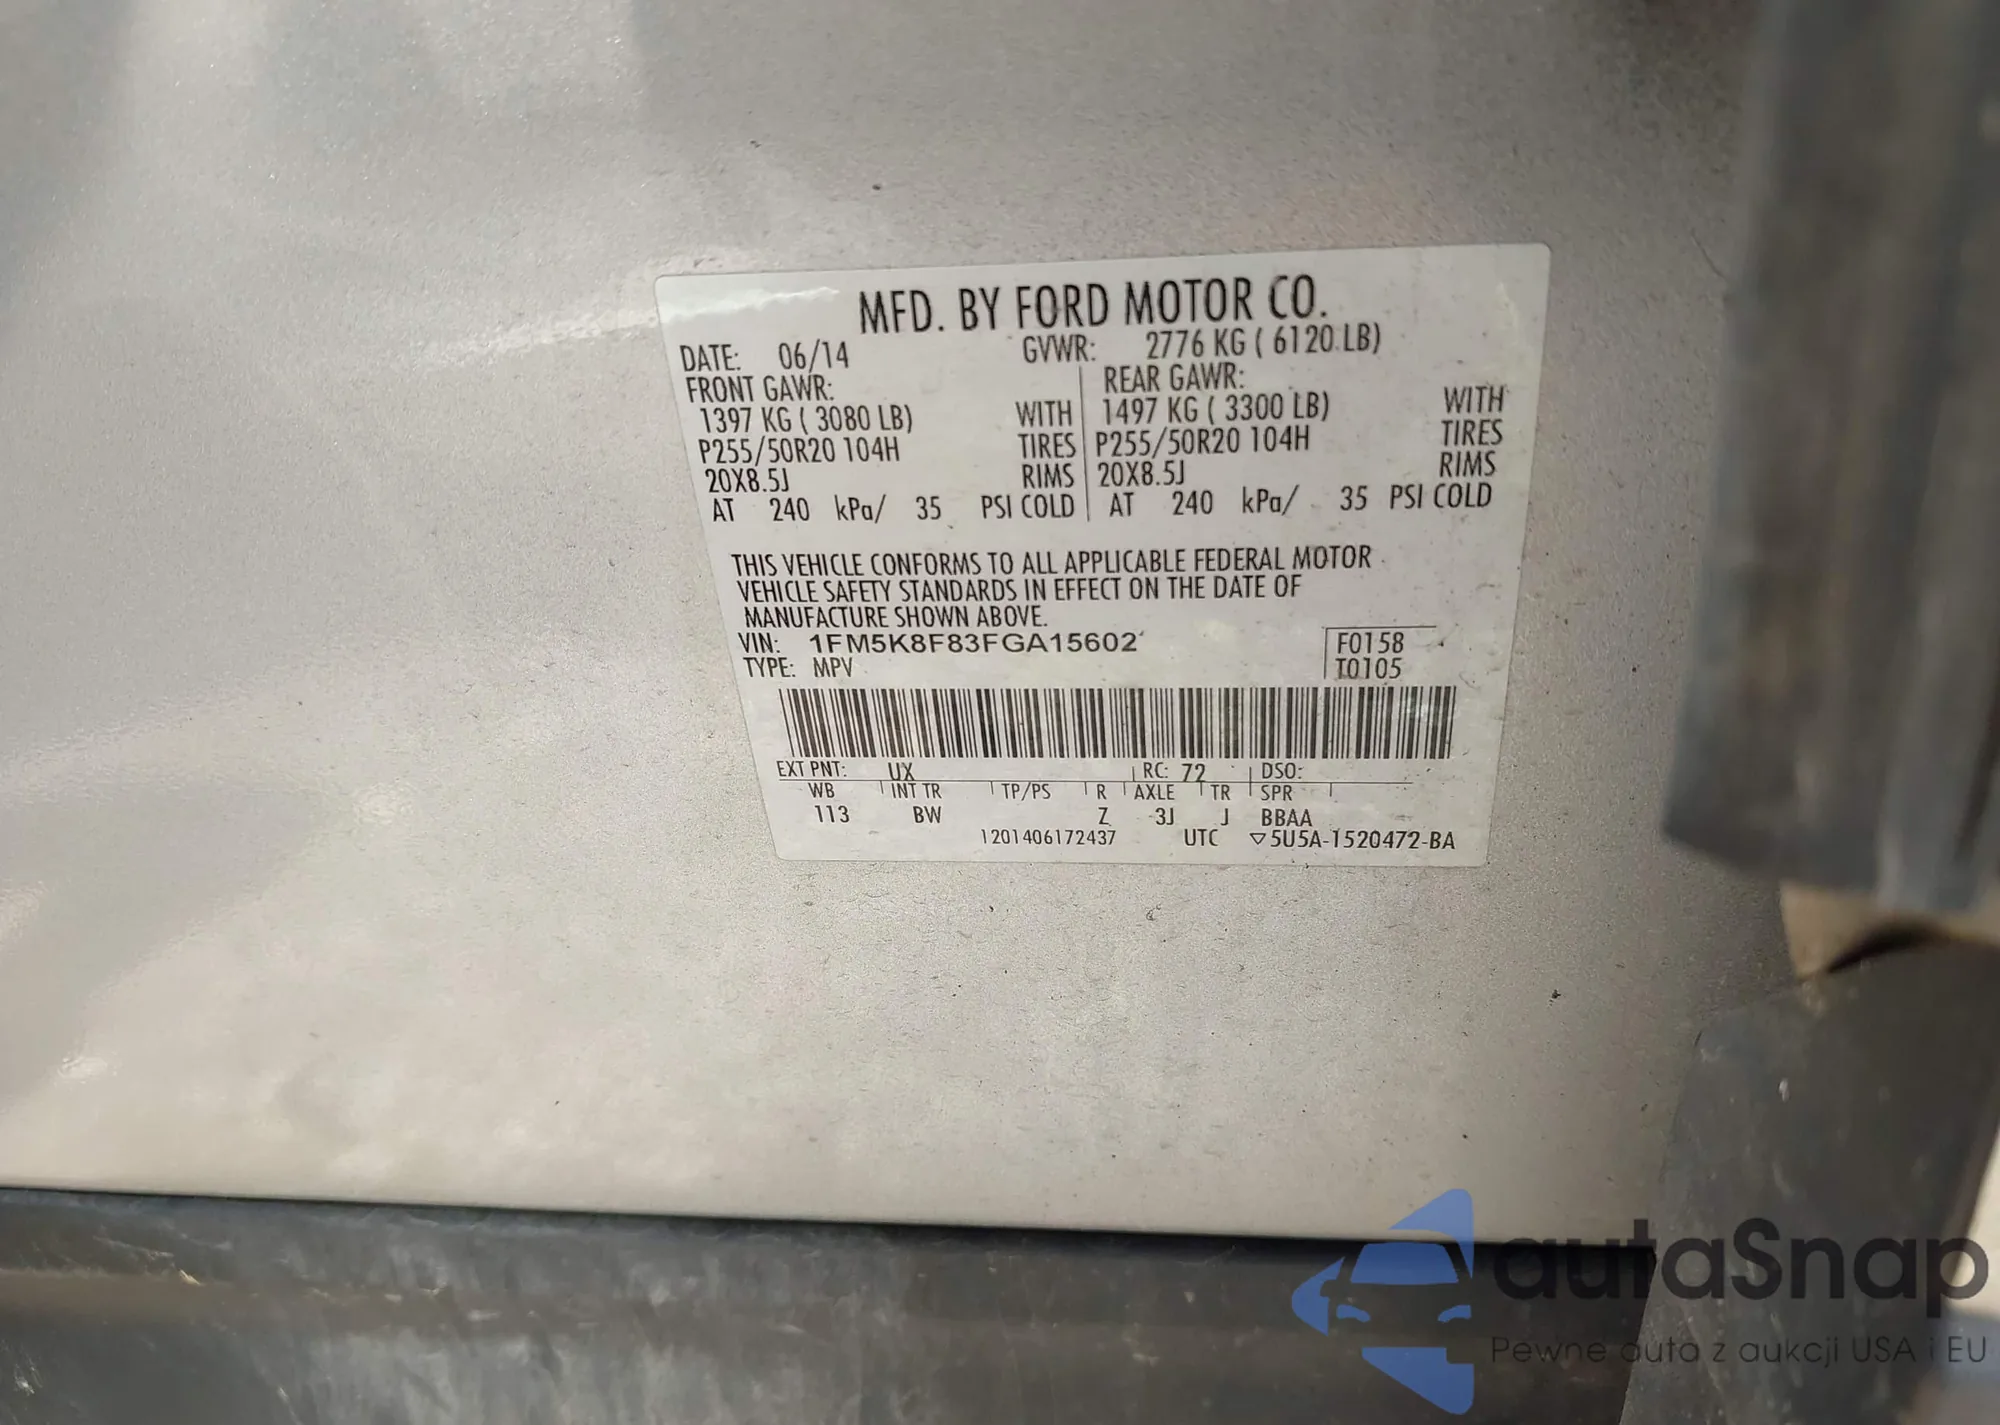 MFD. BY FORD MOTOR CO.
DATE: 06/14 GVWR: 2776 KG ( 6120 LB)
FRONT GAWR: REAR GAWR:
1397 KG ( 3080 LB) WITH 1497 KG ( 3300 LB) WITH
P255/50R20 104H TIRES P255/50R20 104H TIRES
20X8.5J RIMS 20X8.5J RIMS
AT 240 kPa/ 35 PSI COLD AT 240 kPa/ 35 PSI COLD
THIS VEHICLE CONFORMS TO ALL APPLICABLE FEDERAL MOTOR
VEHICLE SAFETY STANDARDS IN EFFECT ON THE DATE OF
MANUFACTURE SHOWN ABOVE.
VIN: 1FM5K8F83FGA15602 F0158
TYPE: MPV T0105
EXT PNT: UX RC: 72 DSO:
WB INT TR TP/PS R AXLE TR SPR
113 BW Z 3J J BBAA
1201406172437 UTC ▽5U5A-1520472-BA
autaSnap
Pewne auta z aukcji USA i EU